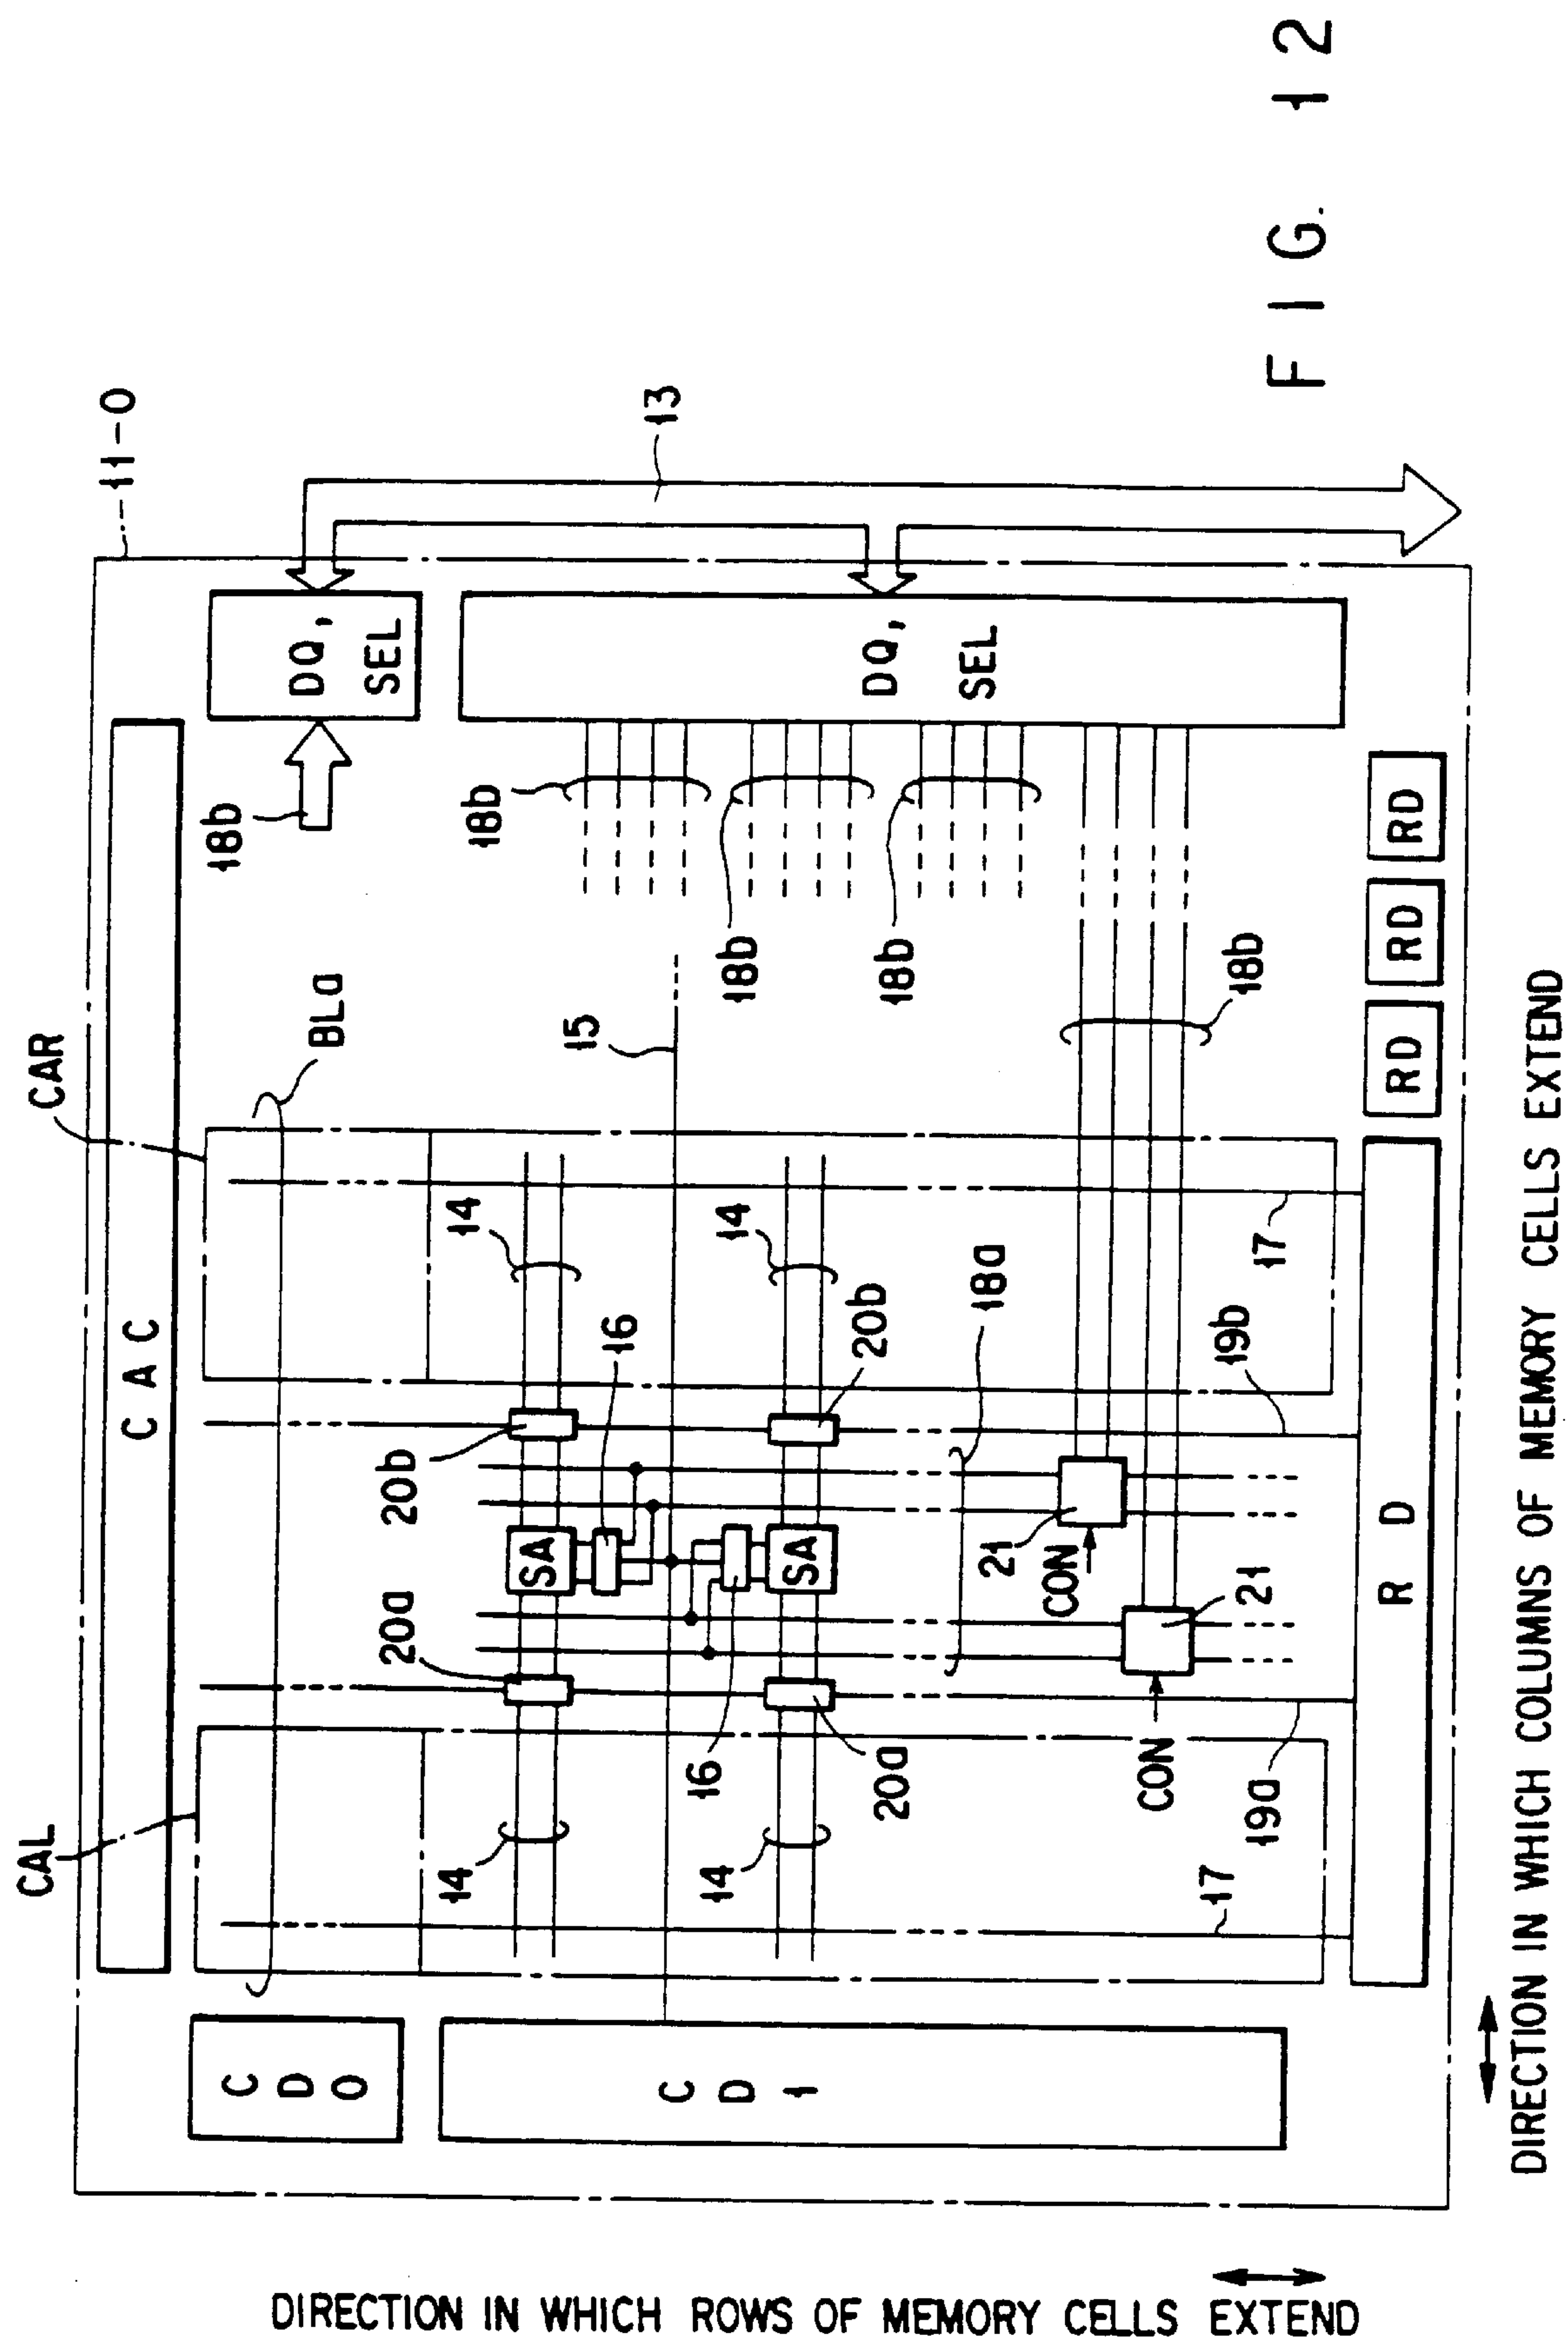 11-0
CAR
CAL
C A C
BLa
18b
DQ,
SEL
13
CD0
CD1
14
14
14
14
20a
20a
20b
20b
SA
SA
16
16
15
18b
18b
18b
18b
DQ,
SEL
18a
21
21
CON
CON
17
17
19a
19b
R D
RD
RD
RD
DIRECTION IN WHICH COLUMNS OF MEMORY CELLS EXTEND
DIRECTION IN WHICH ROWS OF MEMORY CELLS EXTEND
FIG. 12